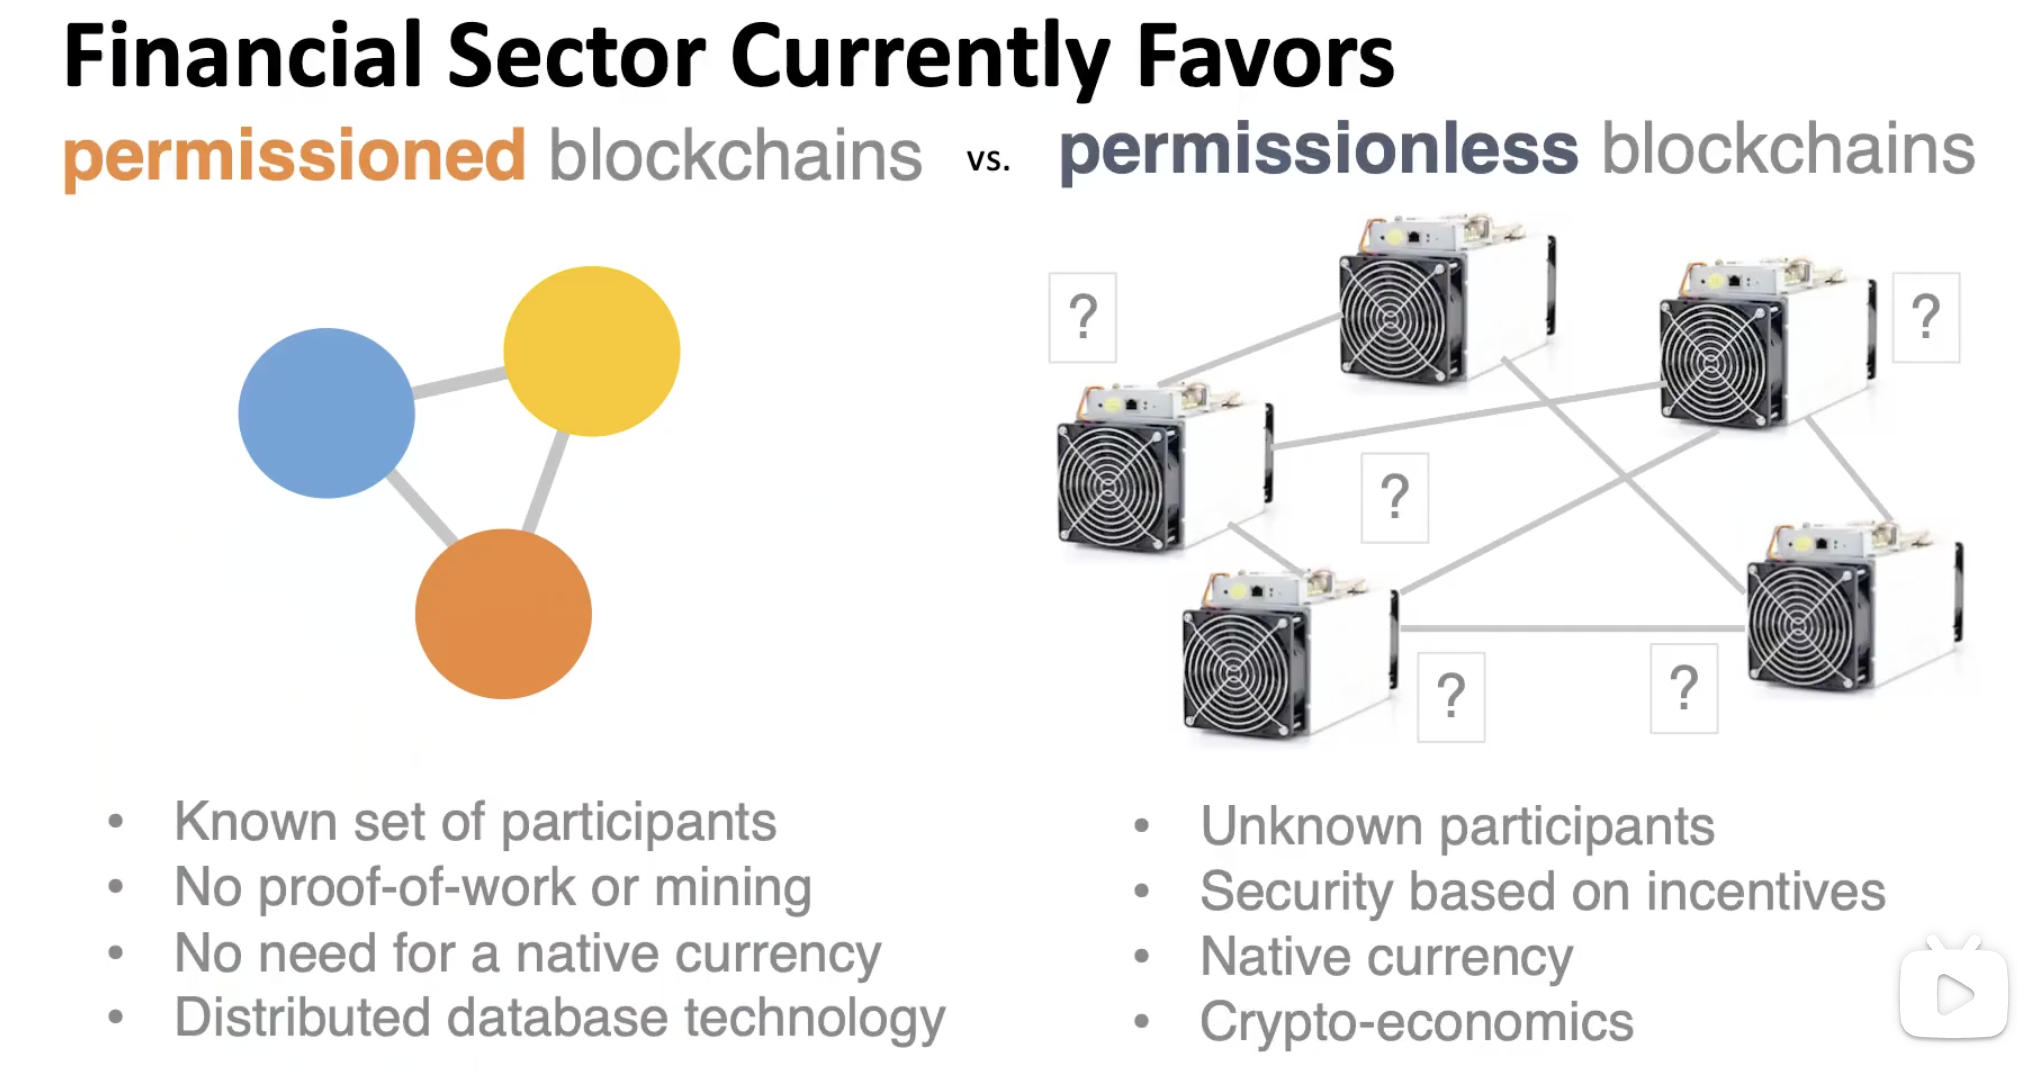 Financial Sector Currently Favors
permissioned blockchains vs. permissionless blockchains
?
?
?
?
?
• Known set of participants
• No proof-of-work or mining
• No need for a native currency
• Distributed database technology
• Unknown participants
• Security based on incentives
• Native currency
• Crypto-economics